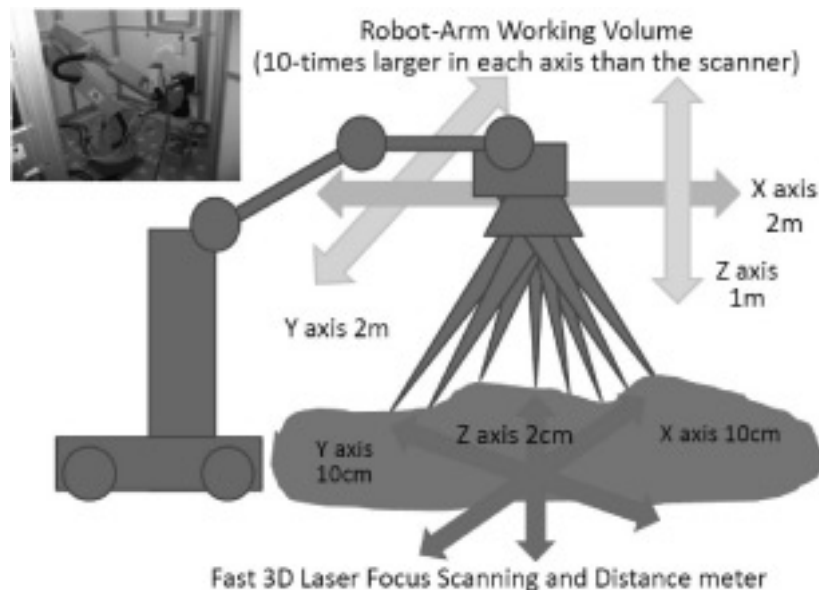 Robot-Arm Working Volume
(10-times larger in each axis than the scanner)
X axis
2m
Z axis
1m
Y axis 2m
Y axis
10cm
Z axis 2cm
X axis 10cm
Fast 3D Laser Focus Scanning and Distance meter